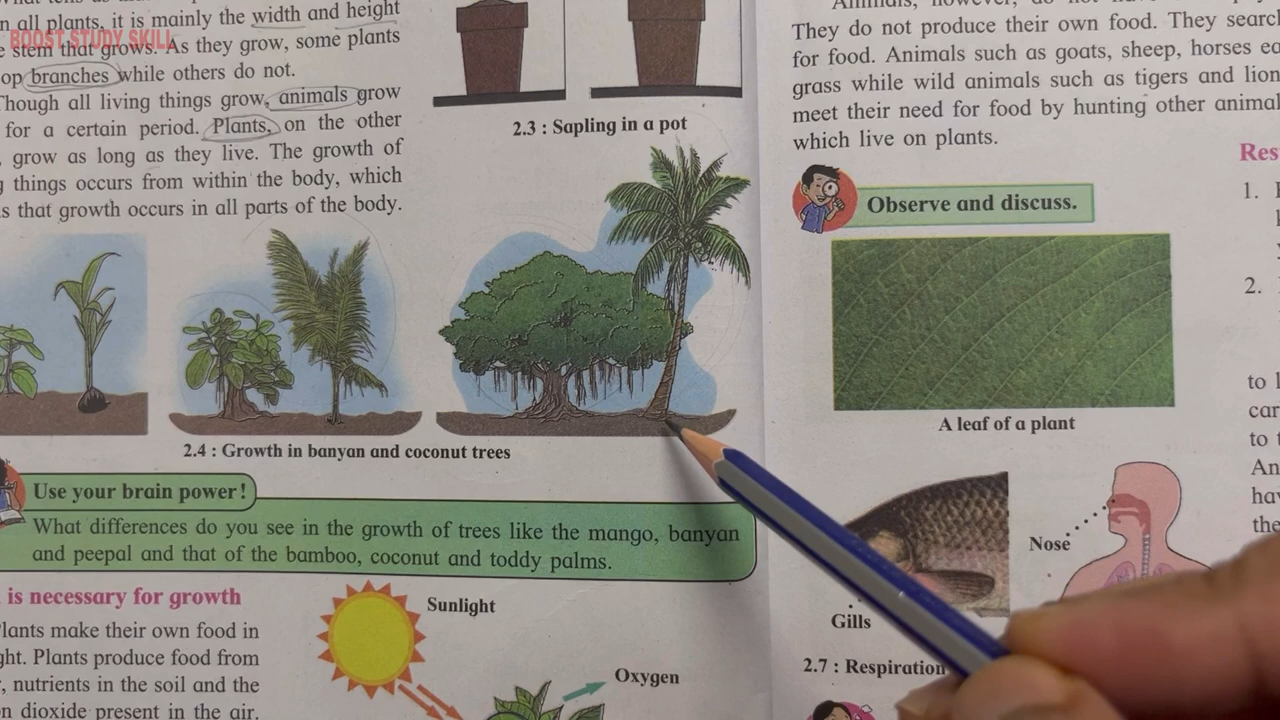 n all plants, it is mainly the width and height
BOOST STUDY SKILL
e stem that grows. As they grow, some plants
op branches while others do not.
Though all living things grow, animals grow
for a certain period. Plants, on the other
, grow as long as they live. The growth of
g things occurs from within the body, which
s that growth occurs in all parts of the body.
2.3 : Sapling in a pot
2.4 : Growth in banyan and coconut trees
Use your brain power!
What differences do you see in the growth of trees like the mango, banyan
and peepal and that of the bamboo, coconut and toddy palms.
is necessary for growth
Plants make their own food in
ght. Plants produce food from
r, nutrients in the soil and the
on dioxide present in the air.
Sunlight
Oxygen
They do not produce their own food. They search
for food. Animals such as goats, sheep, horses ea
grass while wild animals such as tigers and lion
meet their need for food by hunting other animal
which live on plants.
Observe and discuss.
A leaf of a plant
Nose
Gills
2.7 : Respiration
Res
1.
2.
to l
car
to t
An
hav
the